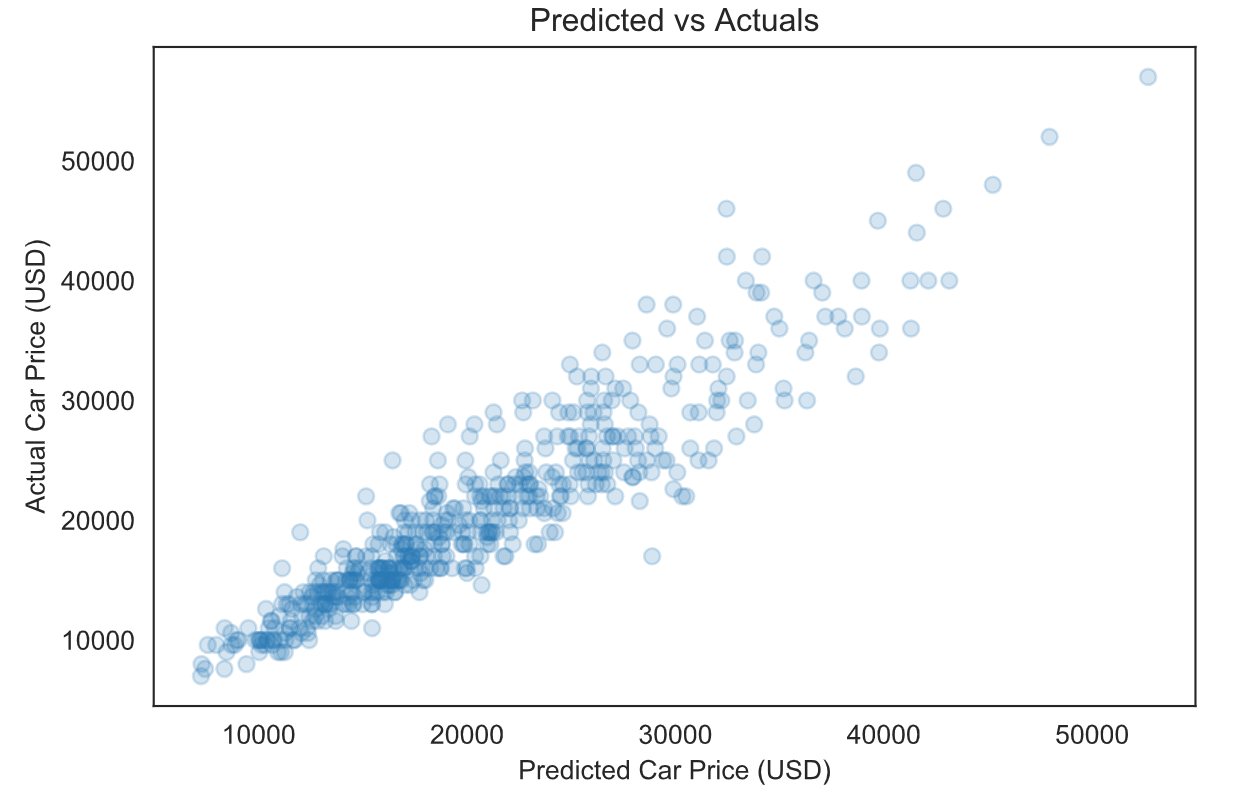 Predicted vs Actuals
Actual Car Price (USD)
50000
40000
30000
20000
10000
10000 20000 30000 40000 50000
Predicted Car Price (USD)